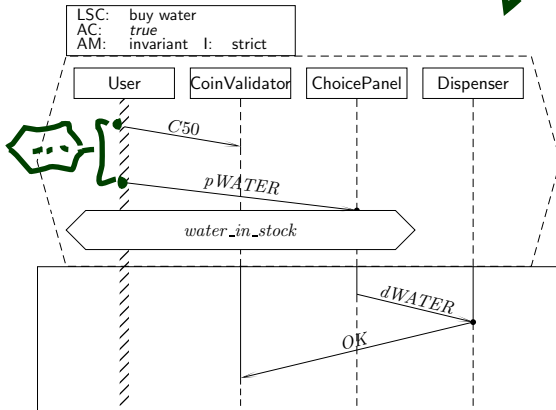 LSC: buy water
AC: true
AM: invariant I: strict
User CoinValidator ChoicePanel Dispenser
C50
pWATER
water_in_stock
dWATER
OK